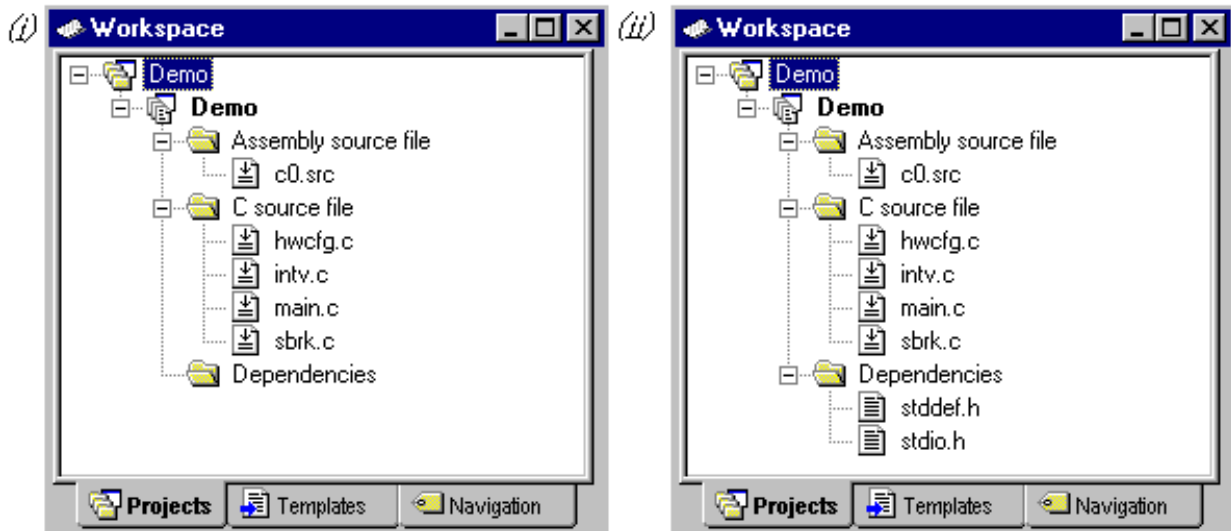 (i)
Workspace
Demo
Demo
Assembly source file
c0.src
C source file
hwcfg.c
intv.c
main.c
sbrk.c
Dependencies
Projects
Templates
Navigation
(ii)
Workspace
Demo
Demo
Assembly source file
c0.src
C source file
hwcfg.c
intv.c
main.c
sbrk.c
Dependencies
stddef.h
stdio.h
Projects
Templates
Navigation